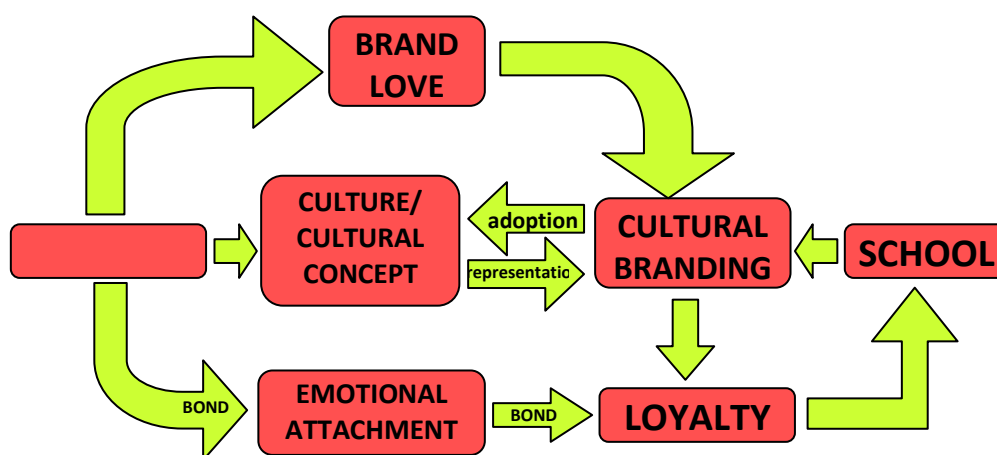 BRAND
LOVE
CULTURE/
CULTURAL
CONCEPT
adoption
representatio
CULTURAL
BRANDING
SCHOOL
BOND
EMOTIONAL
ATTACHMENT
BOND
LOYALTY